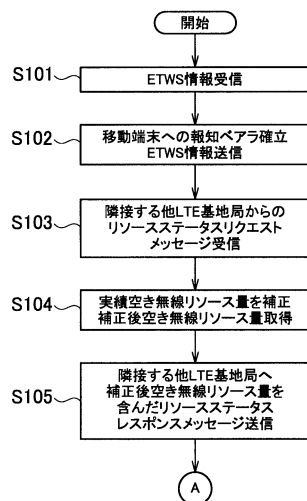 開始
S101
ETWS情報受信
S102
移動端末への報知ベアラ確立
ETWS情報送信
S103
隣接する他LTE基地局からの
リソースステータスリクエスト
メッセージ受信
S104
実績空き無線リソース量を補正
補正後空き無線リソース量取得
S105
隣接する他LTE基地局へ
補正後空き無線リソース量を
含んだリソースステータス
レスポンスメッセージ送信
A